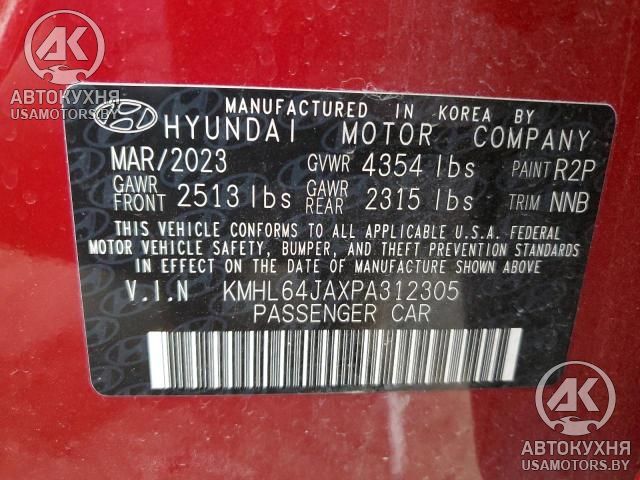 АВТОКУХНЯ
USAMOTORS.BY
MANUFACTURED IN KOREA BY
HYUNDAI MOTOR COMPANY
MAR/2023 GVWR 4354 lbs PAINT R2P
GAWR FRONT 2513 lbs GAWR REAR 2315 lbs TRIM NNB
THIS VEHICLE CONFORMS TO ALL APPLICABLE U.S.A. FEDERAL
MOTOR VEHICLE SAFETY, BUMPER, AND THEFT PREVENTION STANDARDS
IN EFFECT ON THE DATE OF MANUFACTURE SHOWN ABOVE
V.I.N KMHL64JAXPA312305
PASSENGER CAR
АК
АВТОКУХНЯ
USAMOTORS.BY